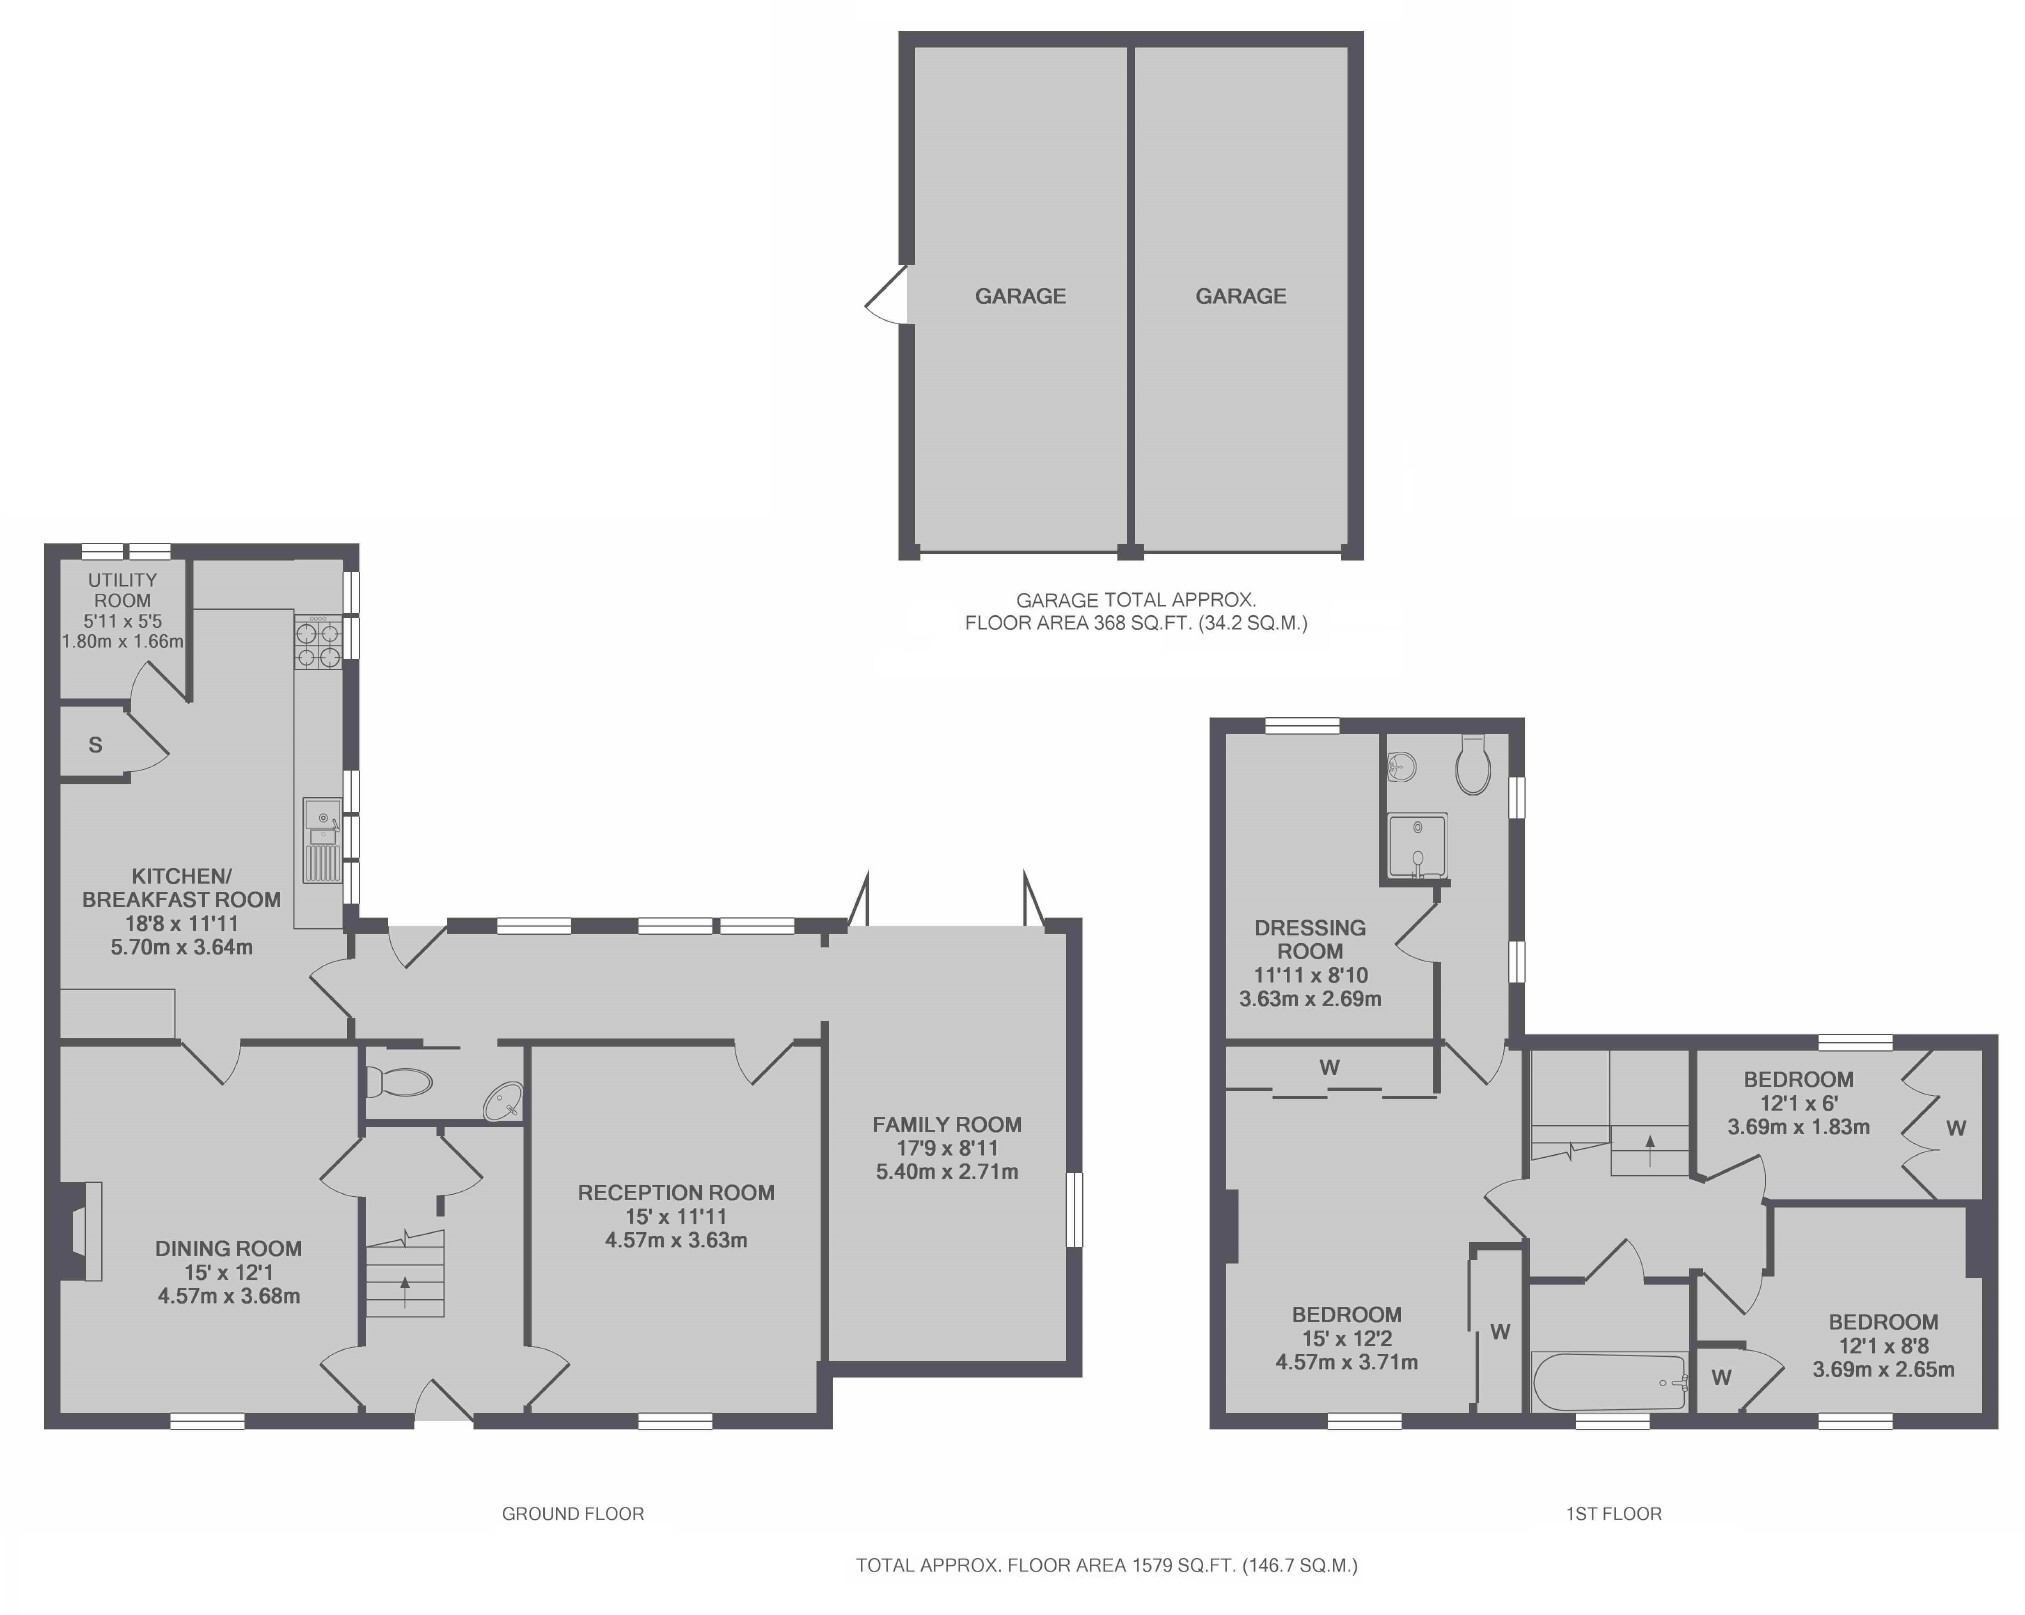 GARAGE
GARAGE
GARAGE TOTAL APPROX.
FLOOR AREA 368 SQ.FT. (34.2 SQ.M.)
UTILITY
ROOM
5'11 x 5'5
1.80m x 1.66m
S
KITCHEN/
BREAKFAST ROOM
18'8 x 11'11
5.70m x 3.64m
DINING ROOM
15' x 12'1
4.57m x 3.68m
RECEPTION ROOM
15' x 11'11
4.57m x 3.63m
FAMILY ROOM
17'9 x 8'11
5.40m x 2.71m
DRESSING
ROOM
11'11 x 8'10
3.63m x 2.69m
W
BEDROOM
12'1 x 6'
3.69m x 1.83m
W
BEDROOM
15' x 12'2
4.57m x 3.71m
W
BEDROOM
12'1 x 8'8
3.69m x 2.65m
W
GROUND FLOOR
1ST FLOOR
TOTAL APPROX. FLOOR AREA 1579 SQ.FT. (146.7 SQ.M.)